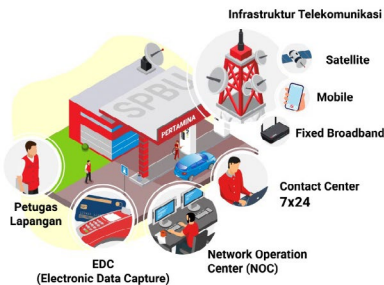 Infrastruktur Telekomunikasi
Satellite
SPBU
Mobile
PERTAMINA
Fixed Broadband
Petugas
Lapangan
Contact Center
7x24
EDC
(Electronic Data Capture)
Network Operation
Center (NOC)